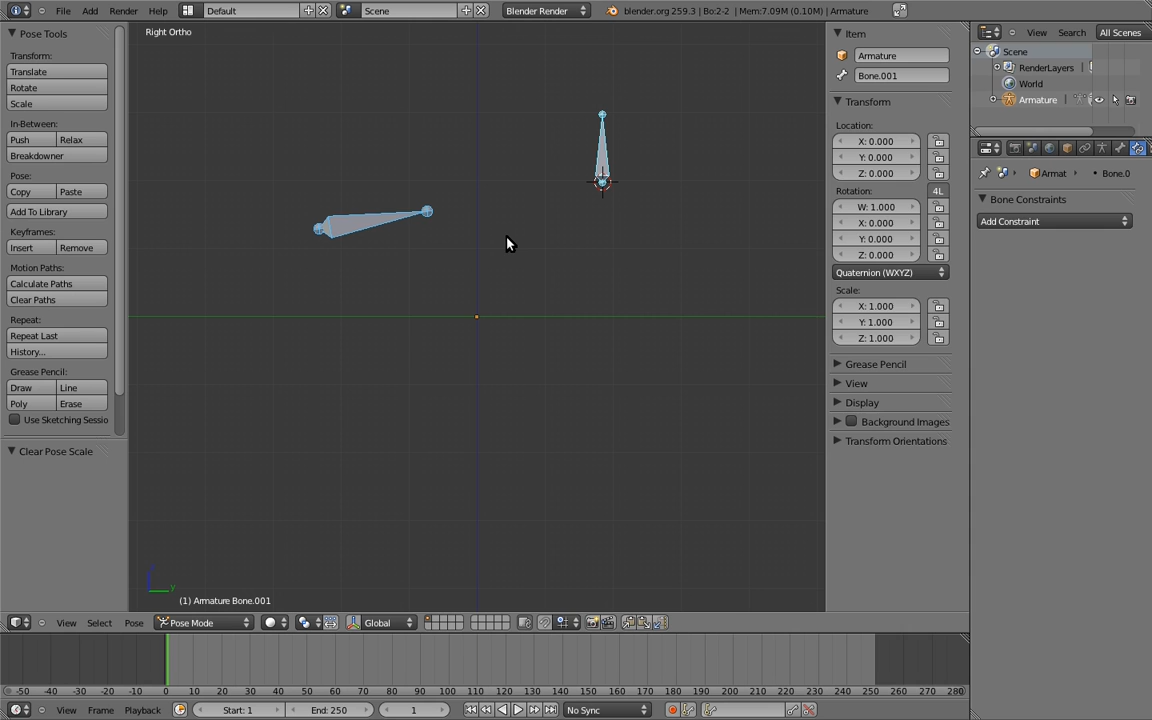 File Add Render Help Default Scene Blender Render blender.org 259.3 | Bo:2-2 | Mem:7.09M (0.10M) | Armature
Pose Tools
Transform:
Translate
Rotate
Scale
In-Between:
Push Relax
Breakdowner
Pose:
Copy Paste
Add To Library
Keyframes:
Insert Remove
Motion Paths:
Calculate Paths
Clear Paths
Repeat:
Repeat Last
History...
Grease Pencil:
Draw Line
Poly Erase
Use Sketching Sessio
Clear Pose Scale
Right Ortho
y
(1) Armature Bone.001
Item
Armature
Bone.001
Transform
Location:
X: 0.000
Y: 0.000
Z: 0.000
Rotation: 4L
W: 1.000
X: 0.000
Y: 0.000
Z: 0.000
Quaternion (WXYZ)
Scale:
X: 1.000
Y: 1.000
Z: 1.000
Grease Pencil
View
Display
Background Images
Transform Orientations
View Search All Scenes
Scene
RenderLayers |
World
Armature |
Armat Bone.0
Bone Constraints
Add Constraint
View Select Pose Pose Mode Global
-50 -40 -30 -20 -10 0 10 20 30 40 50 60 70 80 90 100 110 120 130 140 150 160 170 180 190 200 210 220 230 240 250 260 270 280
View Frame Playback Start: 1 End: 250 1 No Sync